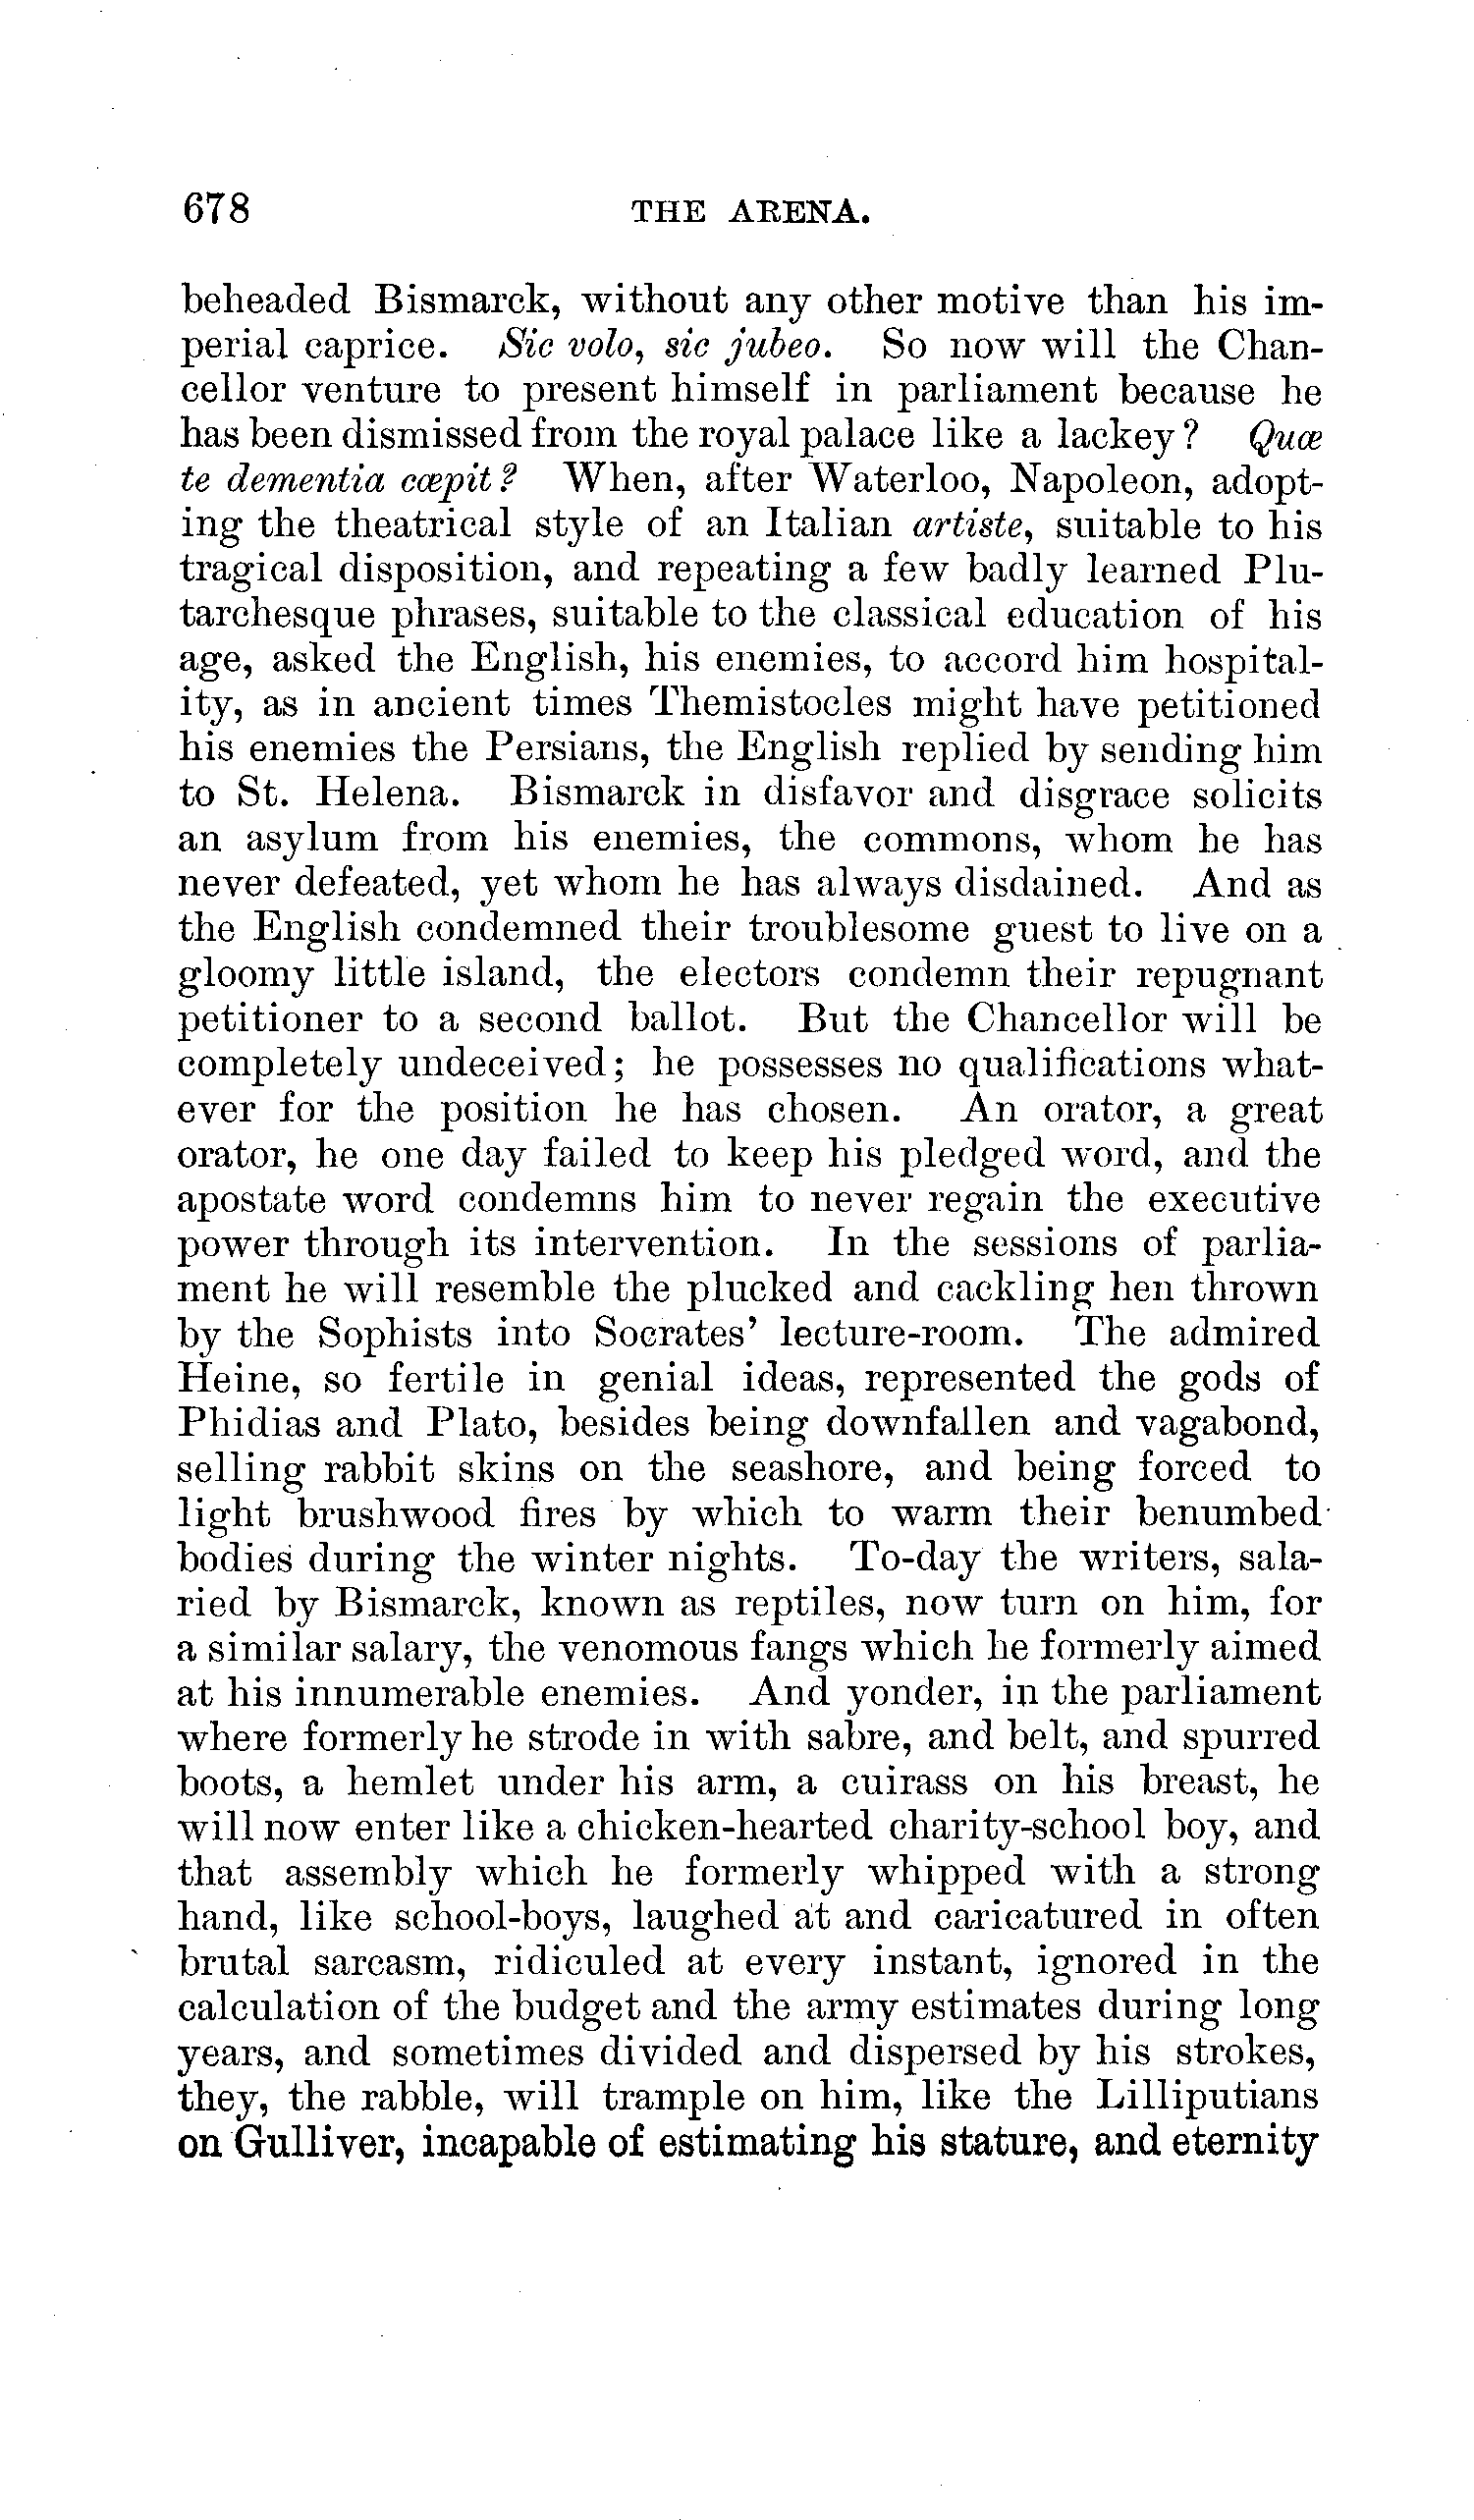 678 THE ARENA.
beheaded Bismarck, without any other motive than his im-
perial caprice. Sic volo, sic jubeo. So now will the Chan-
cellor venture to present himself in parliament because he
has been dismissed from the royal palace like a lackey? Quæ
te dementia cœpit? When, after Waterloo, Napoleon, adopt-
ing the theatrical style of an Italian artiste, suitable to his
tragical disposition, and repeating a few badly learned Plu-
tarchesque phrases, suitable to the classical education of his
age, asked the English, his enemies, to accord him hospital-
ity, as in ancient times Themistocles might have petitioned
his enemies the Persians, the English replied by sending him
to St. Helena. Bismarck in disfavor and disgrace solicits
an asylum from his enemies, the commons, whom he has
never defeated, yet whom he has always disdained. And as
the English condemned their troublesome guest to live on a
gloomy little island, the electors condemn their repugnant
petitioner to a second ballot. But the Chancellor will be
completely undeceived; he possesses no qualifications what-
ever for the position he has chosen. An orator, a great
orator, he one day failed to keep his pledged word, and the
apostate word condemns him to never regain the executive
power through its intervention. In the sessions of parlia-
ment he will resemble the plucked and cackling hen thrown
by the Sophists into Socrates' lecture-room. The admired
Heine, so fertile in genial ideas, represented the gods of
Phidias and Plato, besides being downfallen and vagabond,
selling rabbit skins on the seashore, and being forced to
light brushwood fires by which to warm their benumbed
bodies during the winter nights. To-day the writers, sala-
ried by Bismarck, known as reptiles, now turn on him, for
a similar salary, the venomous fangs which he formerly aimed
at his innumerable enemies. And yonder, in the parliament
where formerly he strode in with sabre, and belt, and spurred
boots, a hemlet under his arm, a cuirass on his breast, he
will now enter like a chicken-hearted charity-school boy, and
that assembly which he formerly whipped with a strong
hand, like school-boys, laughed at and caricatured in often
brutal sarcasm, ridiculed at every instant, ignored in the
calculation of the budget and the army estimates during long
years, and sometimes divided and dispersed by his strokes,
they, the rabble, will trample on him, like the Lilliputians
on Gulliver, incapable of estimating his stature, and eternity